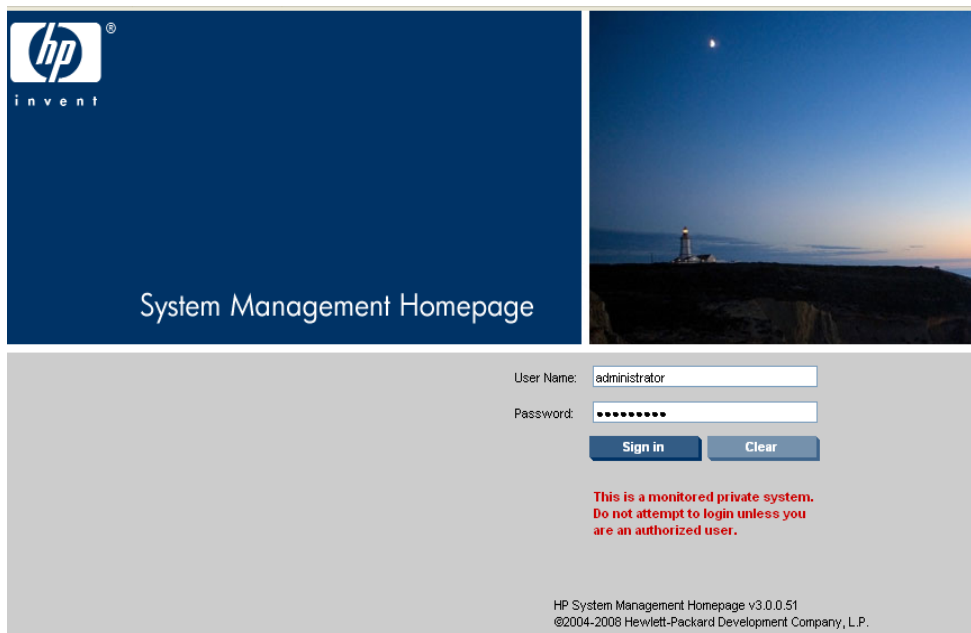 hp
®
invent
System Management Homepage
User Name: administrator
Password: •••••••••
Sign in Clear
This is a monitored private system.
Do not attempt to login unless you
are an authorized user.
HP System Management Homepage v3.0.0.51
©2004-2008 Hewlett-Packard Development Company, L.P.